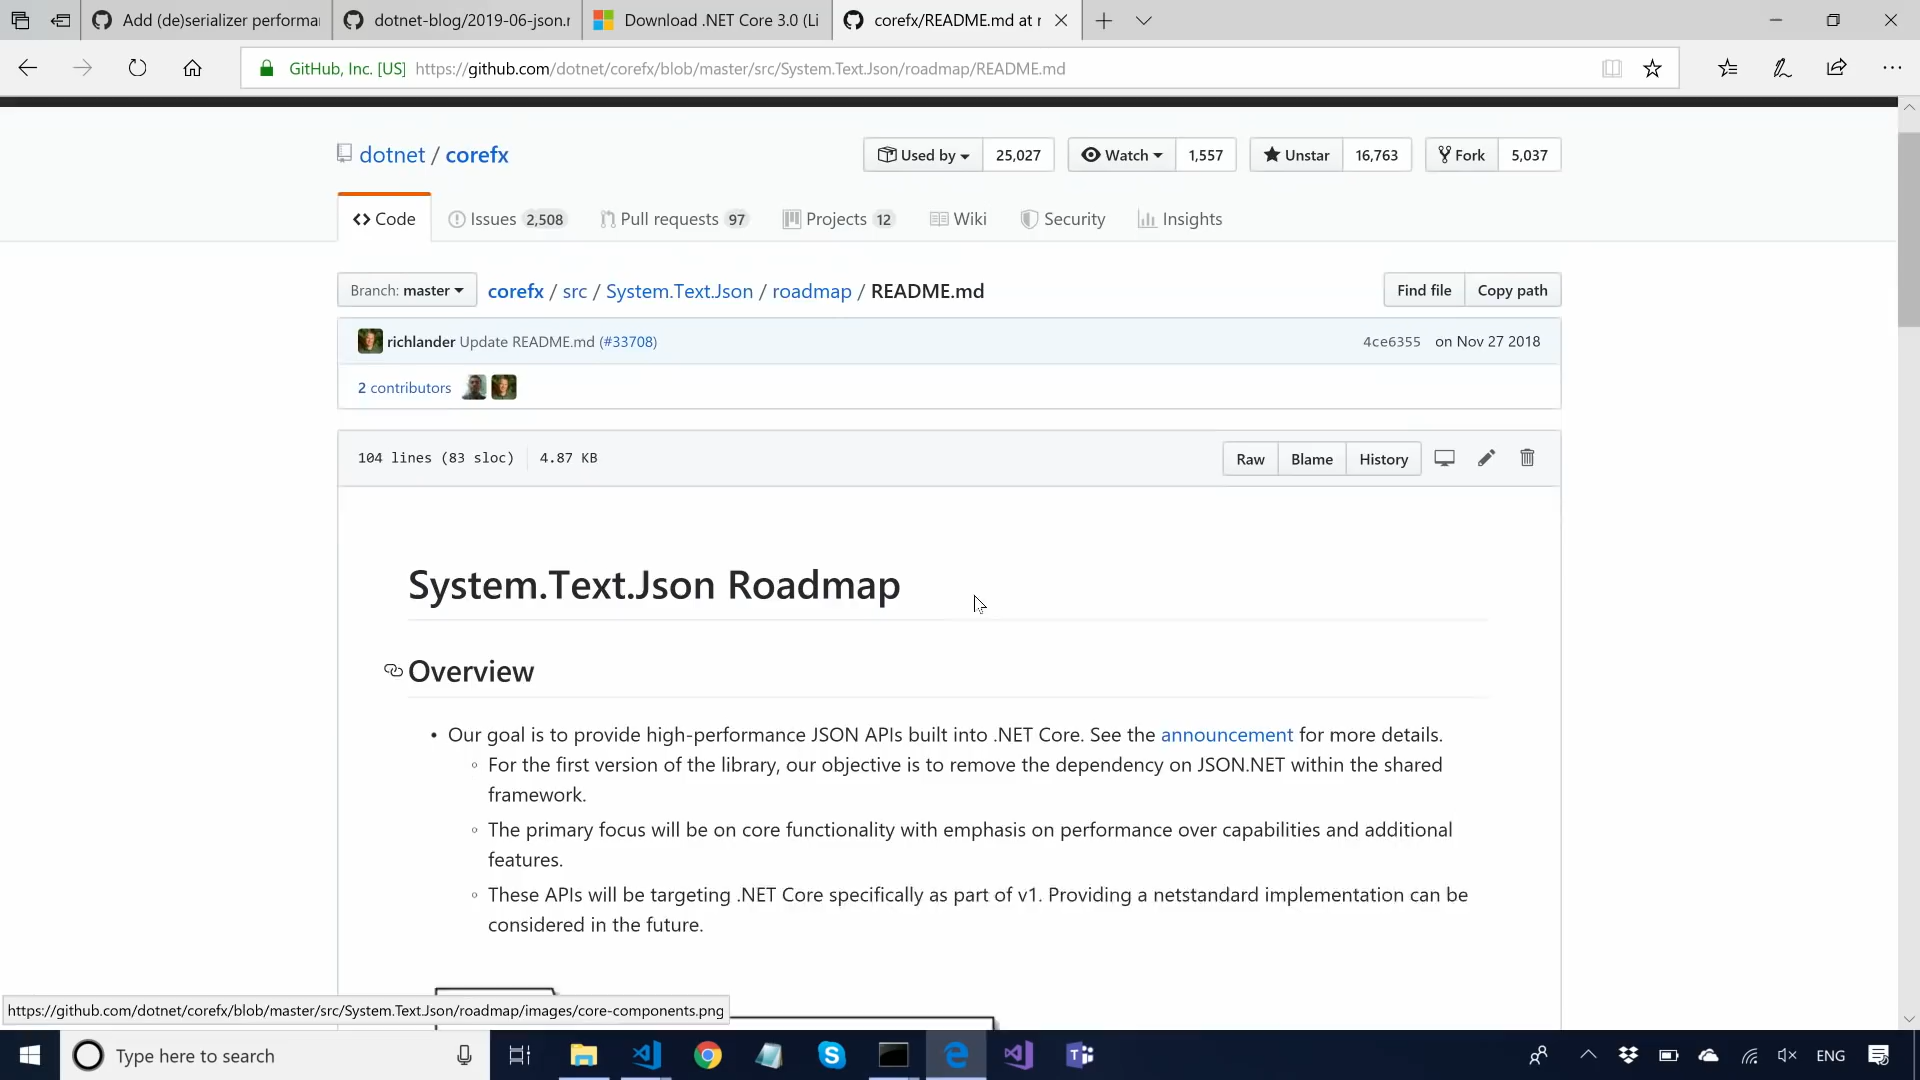 Add (de)serializer performa
dotnet-blog/2019-06-json.r
Download .NET Core 3.0 (Li
corefx/README.md at r
GitHub, Inc. [US] https://github.com/dotnet/corefx/blob/master/src/System.Text.Json/roadmap/README.md
dotnet / corefx
Used by 25,027
Watch 1,557
Unstar 16,763
Fork 5,037
Code
Issues 2,508
Pull requests 97
Projects 12
Wiki
Security
Insights
Branch: master
corefx / src / System.Text.Json / roadmap / README.md
Find file
Copy path
richlander Update README.md (#33708)
4ce6355 on Nov 27 2018
2 contributors
104 lines (83 sloc) 4.87 KB
Raw
Blame
History
System.Text.Json Roadmap
Overview
• Our goal is to provide high-performance JSON APIs built into .NET Core. See the announcement for more details.
◦ For the first version of the library, our objective is to remove the dependency on JSON.NET within the shared
framework.
◦ The primary focus will be on core functionality with emphasis on performance over capabilities and additional
features.
◦ These APIs will be targeting .NET Core specifically as part of v1. Providing a netstandard implementation can be
considered in the future.
https://github.com/dotnet/corefx/blob/master/src/System.Text.Json/roadmap/images/core-components.png
Type here to search
ENG